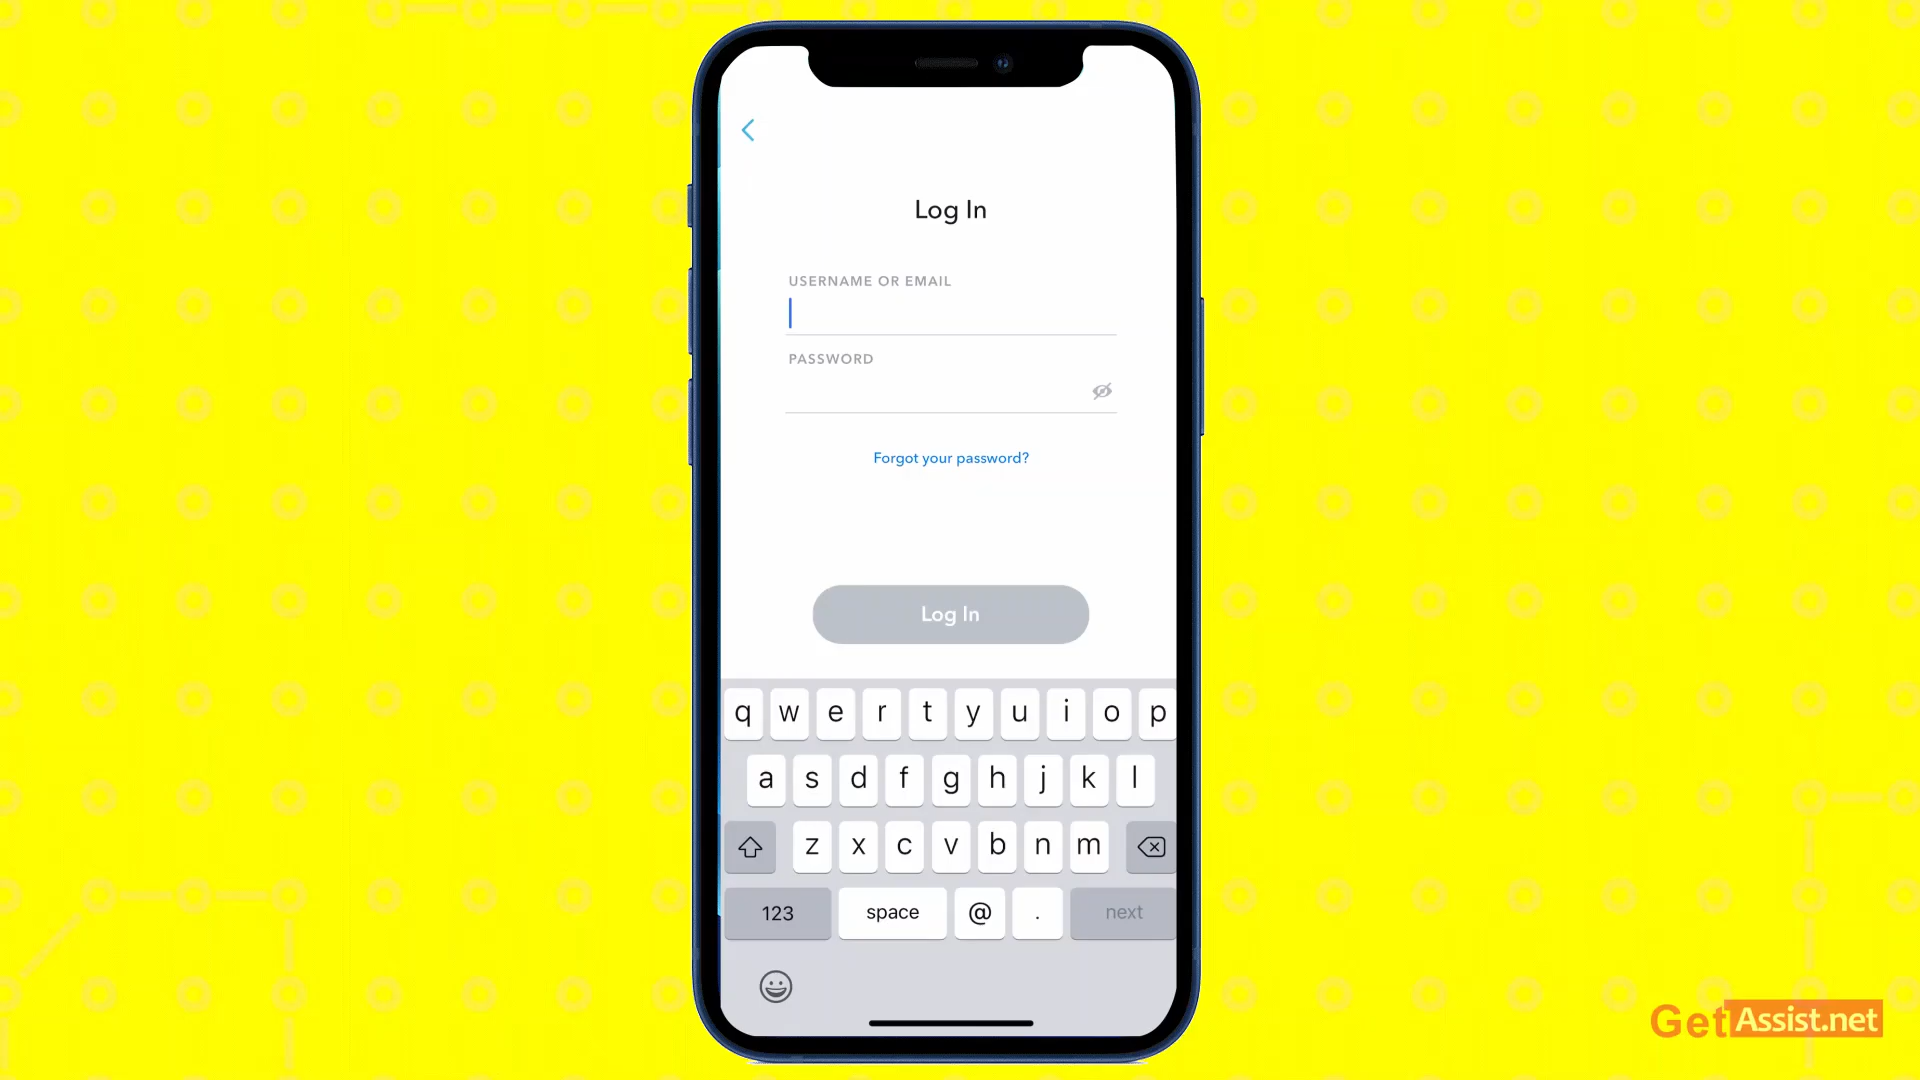 Log In
USERNAME OR EMAIL
PASSWORD
Forgot your password?
Log In
q w e r t y u i o p
a s d f g h j k l
z x c v b n m
123 space @ . next
GetAssist.net